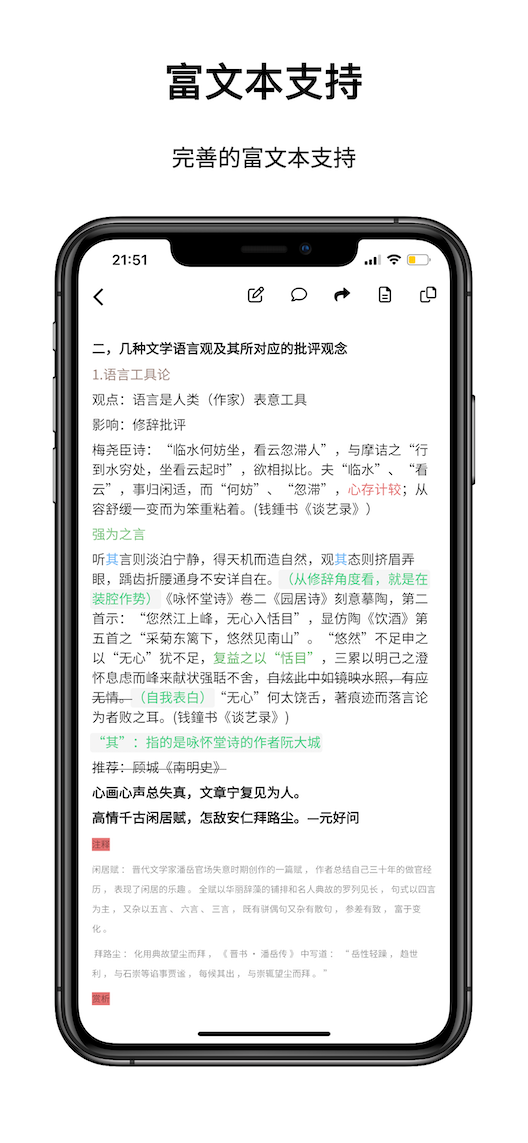 富文本支持
完善的富文本支持
21:51
二，几种文学语言观及其所对应的批评观念
1.语言工具论
观点：语言是人类（作家）表意工具
影响：修辞批评
梅尧臣诗：“临水何妨坐，看云忽滞人”，与摩诘之“行
到水穷处，坐看云起时”，欲相拟比。夫“临水”、“看
云”，事归闲适，而“何妨”、“忽滞”，心存计较；从
容舒缓一变而为笨重粘着。(钱锺书《谈艺录》）
强为之言
听其言则淡泊宁静，得天机而造自然，观其态则挤眉弄
眼，踽齿折腰通身不安详自在。（从修辞角度看，就是在
装腔作势）《咏怀堂诗》卷二《园居诗》刻意摹陶，第二
首示：“您然江上峰，无心入恬目”，显仿陶《饮酒》第
五首之“采菊东篱下，悠然见南山”。“悠然”不足申之
以“无心”犹不足，复益之以“恬目”，三累以明己之澄
怀息虑而峰来献状强聒不舍，自炫此中如镜映水照，有应
无情。（自我表白）“无心”何太饶舌，著痕迹而落言论
为者败之耳。(钱鐘书《谈艺录》)
“其”：指的是咏怀堂诗的作者阮大城
推荐：顾城《南明史》
心画心声总失真，文章宁复见为人。
高情千古闲居赋，怎敌安仁拜路尘。—元好问
注释
闲居赋：晋代文学家潘岳官场失意时期创作的一篇赋，作者总结自己三十年的做官经
历，表现了闲居的乐趣。全赋以华丽辞藻的铺排和名人典故的罗列见长，句式以四言
为主，又杂以五言、六言、三言，既有骈偶句又杂有散句，参差有致，富于变
化。
拜路尘：化用典故望尘而拜，《晋书·潘岳传》中写道：“岳性轻躁，趋世
利，与石崇等谄事贾谧，每候其出，与崇辄望尘而拜。”
赏析